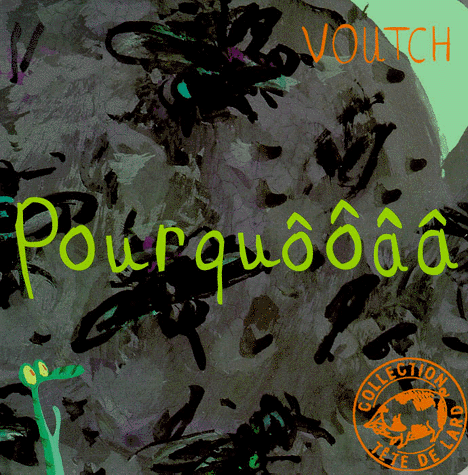 VOUTCH
Pourquôôââ
COLLECTION
TÊTE DE LARD